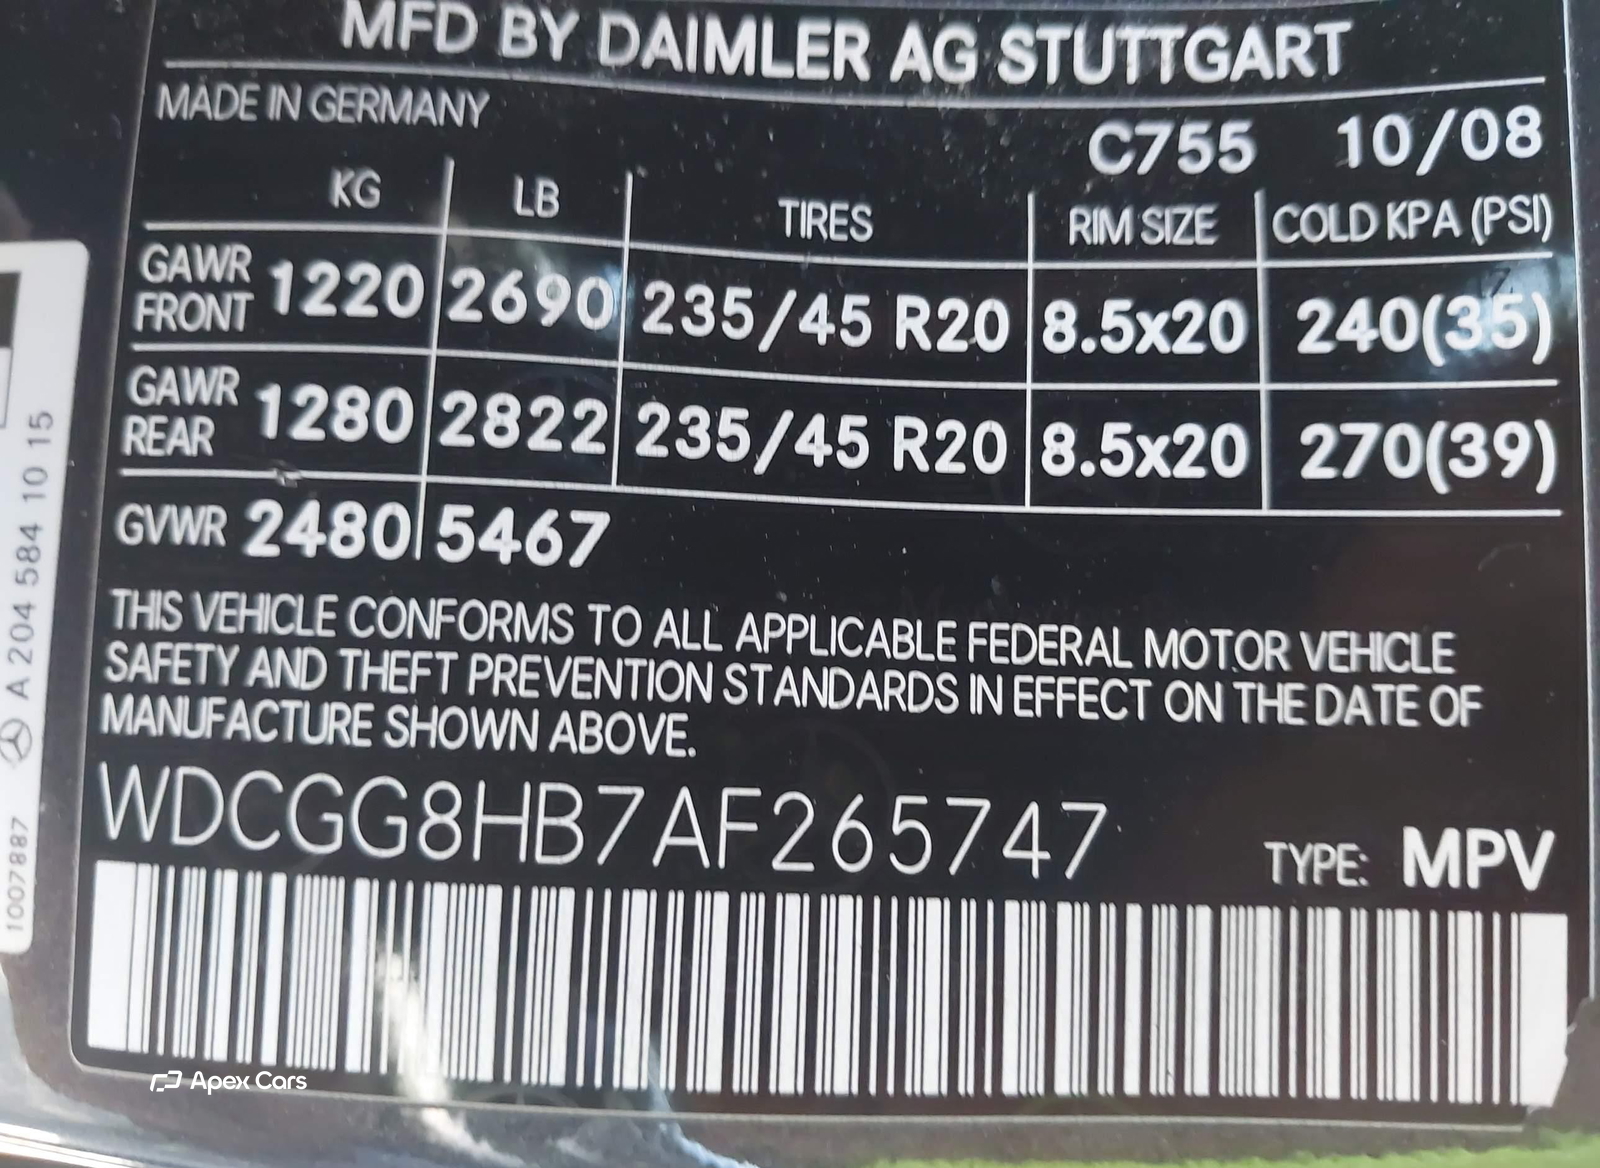 MFD BY DAIMLER AG STUTTGART
MADE IN GERMANY
C755 10/08
KG LB TIRES RIM SIZE COLD KPA (PSI)
GAWR FRONT 1220 2690 235/45 R20 8.5x20 240(35)
GAWR REAR 1280 2822 235/45 R20 8.5x20 270(39)
GVWR 2480 5467
THIS VEHICLE CONFORMS TO ALL APPLICABLE FEDERAL MOTOR VEHICLE
SAFETY AND THEFT PREVENTION STANDARDS IN EFFECT ON THE DATE OF
MANUFACTURE SHOWN ABOVE.
WDCGG8HB7AF265747
TYPE: MPV
A 204 584 10 15
1007887
Apex Cars